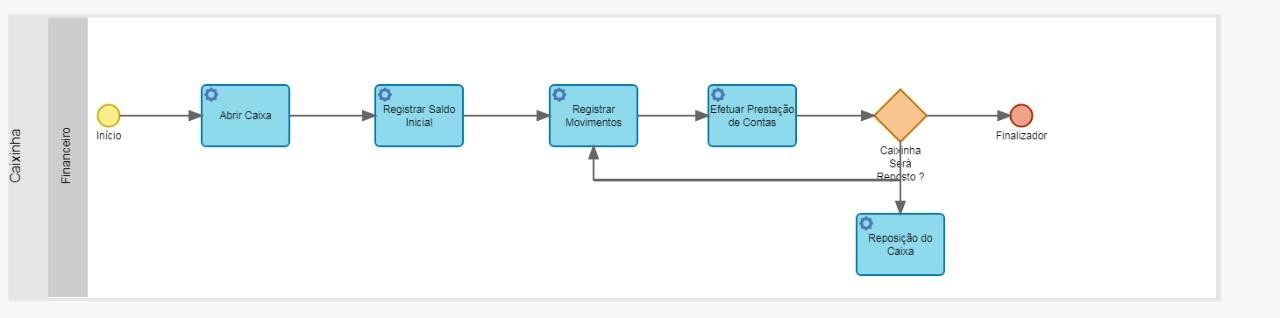 Caixinha
Financeiro
Início
Abrir Caixa
Registrar Saldo
Inicial
Registrar
Movimentos
Efetuar Prestação
de Contas
Caixinha
Será
Reposto ?
Finalizador
Reposição do
Caixa